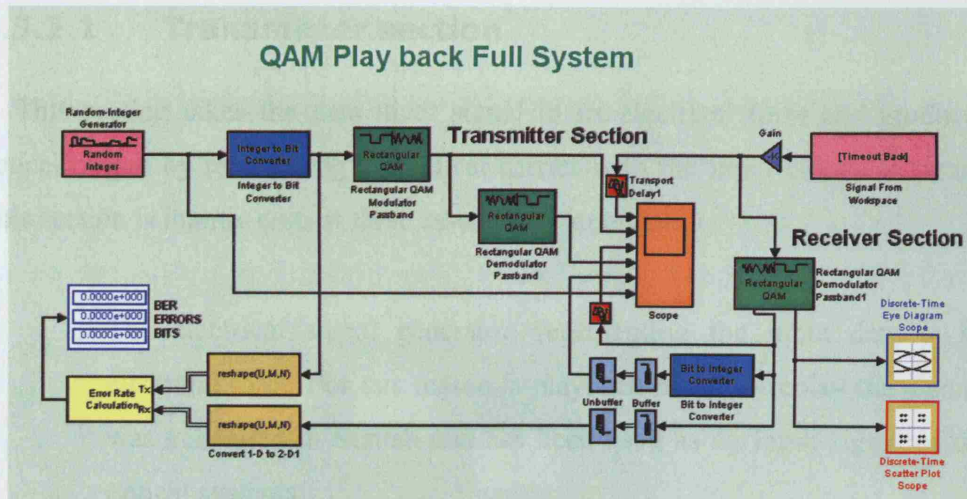 QAM Play back Full System
Random-Integer
Generator
Random
Integer
Integer to Bit
Converter
Integer to Bit
Converter
Rectangular
QAM
Rectangular QAM
Modulator
Passband
Transmitter Section
Rectangular
QAM
Rectangular QAM
Demodulator
Passband
Transport
Delay1
Scope
Gain
[Timeout Back]
Signal From
Workspace
Receiver Section
Rectangular
QAM
Rectangular QAM
Demodulator
Passband1
Discrete-Time
Eye Diagram
Scope
Discrete-Time
Scatter Plot
Scope
0.0000e+000
0.0000e+000
0.0000e+000
BER
ERRORS
BITS
Error Rate
Calculation
Tx
Rx
reshape(U,M,N)
reshape(U,M,N)
Convert 1-D to 2-D1
Unbuffer
Buffer
Bit to Integer
Converter
Bit to Integer
Converter